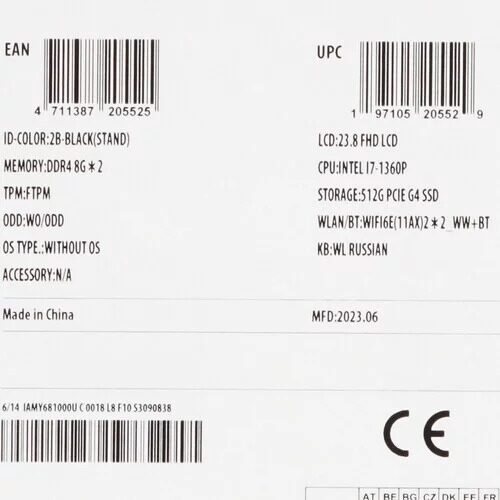 EAN
4 711387 205525
UPC
1 97105 20552 9
ID-COLOR:2B-BLACK(STAND)
LCD:23.8 FHD LCD
MEMORY:DDR4 8G*2
CPU:INTEL I7-1360P
TPM:FTPM
STORAGE:512G PCIE G4 SSD
ODD:WO/ODD
WLAN/BT:WIFI6E(11AX)2*2_WW+BT
OS TYPE.:WITHOUT OS
KB:WL RUSSIAN
ACCESSORY:N/A
Made in China
MFD:2023.06
6/14 IAMY681000U C 0018 L8 F10 S3090838
CE
AT BE BG CZ DK EE FR